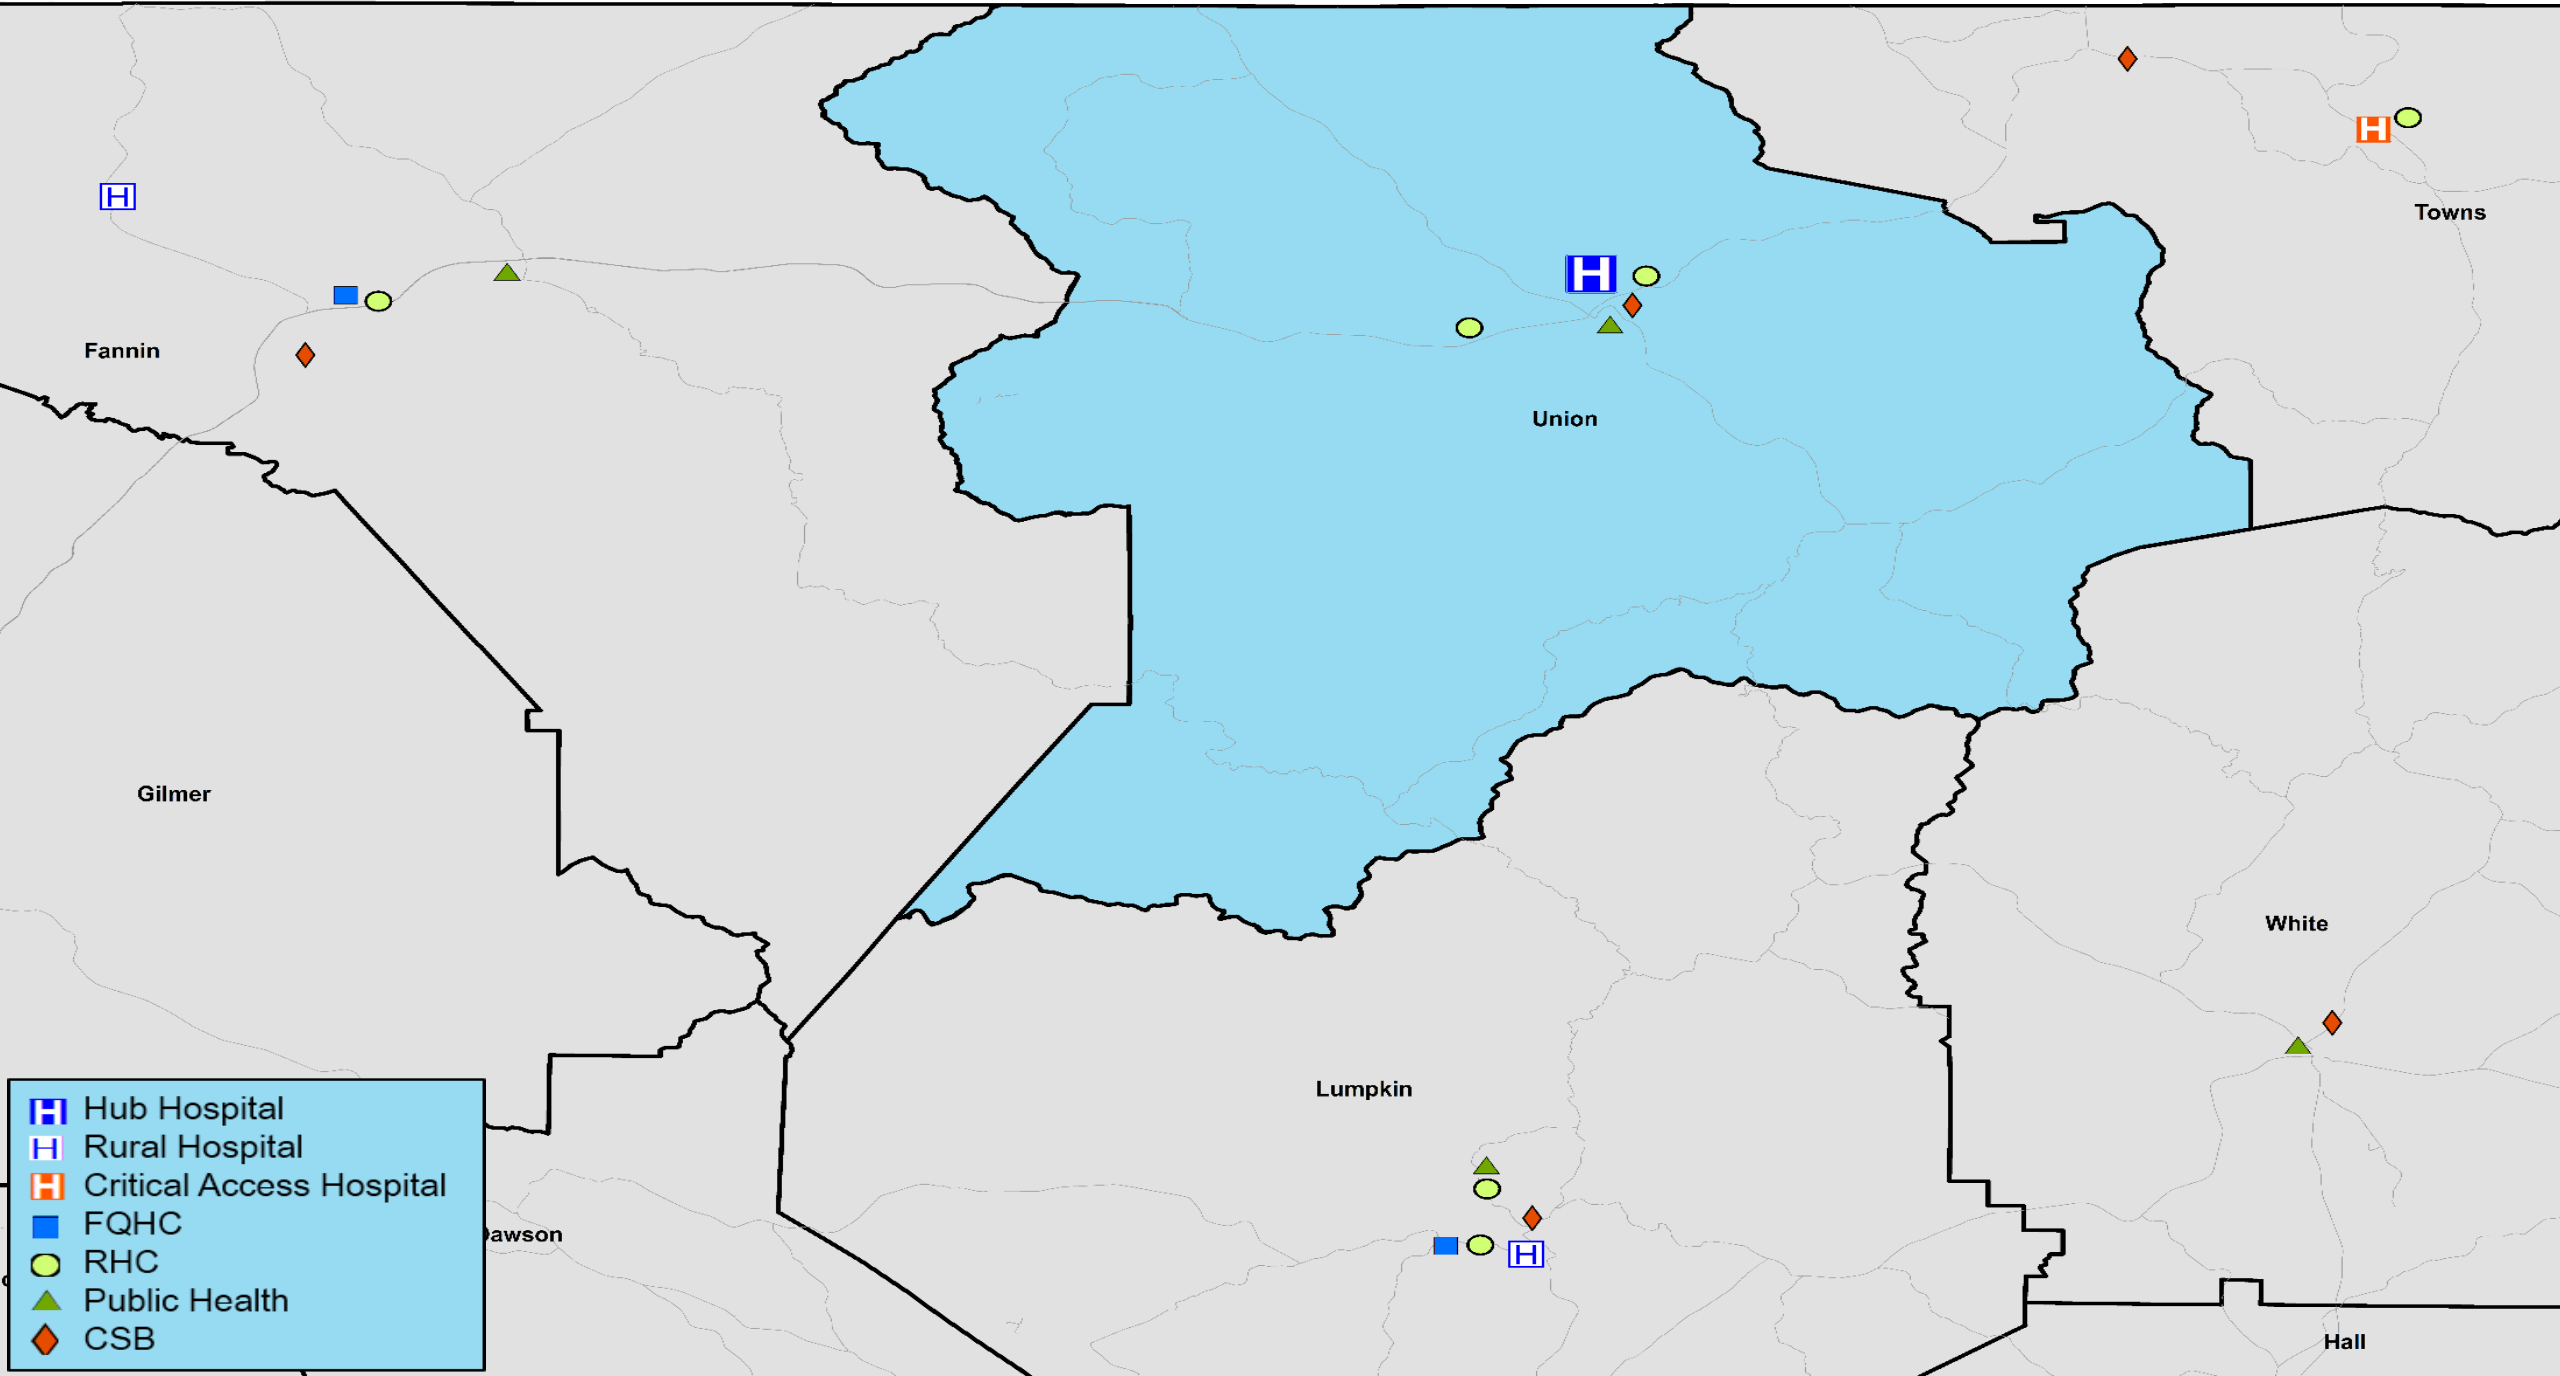 H
Towns
H
H
Fannin
Union
Gilmer
White
Lumpkin
H Hub Hospital
H Rural Hospital
H Critical Access Hospital
FQHC
RHC
Public Health
CSB
awson
H
Hall